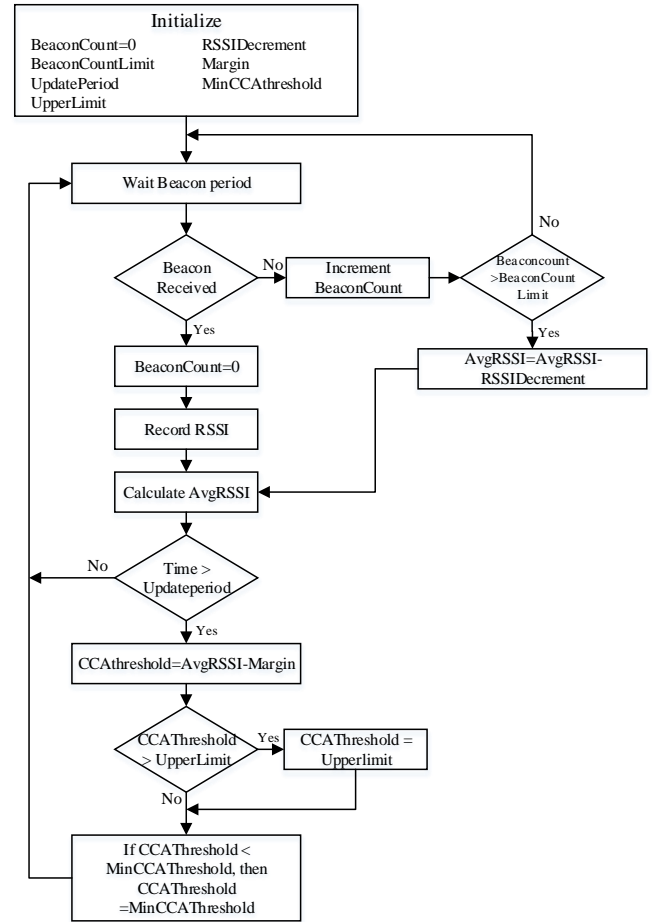 Initialize
BeaconCount=0
BeaconCountLimit
UpdatePeriod
UpperLimit
RSSIDecrement
Margin
MinCCAthreshold
Wait Beacon period
Beacon
Received
No
Increment
BeaconCount
Beaconcount
>BeaconCount
Limit
No
Yes
AvgRSSI=AvgRSSI-
RSSIDecrement
Yes
BeaconCount=0
Record RSSI
Calculate AvgRSSI
Time >
Updateperiod
No
Yes
CCAthreshold=AvgRSSI-Margin
CCAThreshold
> UpperLimit
Yes
CCAThreshold =
Upperlimit
No
If CCAThreshold <
MinCCAThreshold, then
CCAThreshold
=MinCCAThreshold